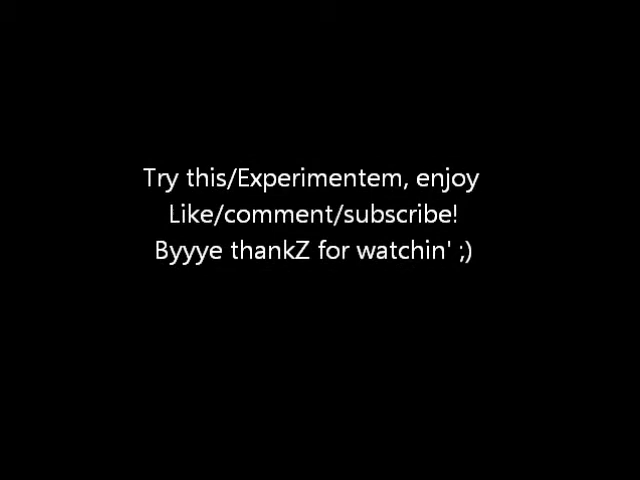 Try this/Experimentem, enjoy
Like/comment/subscribe!
Byyye thankZ for watchin' ;)